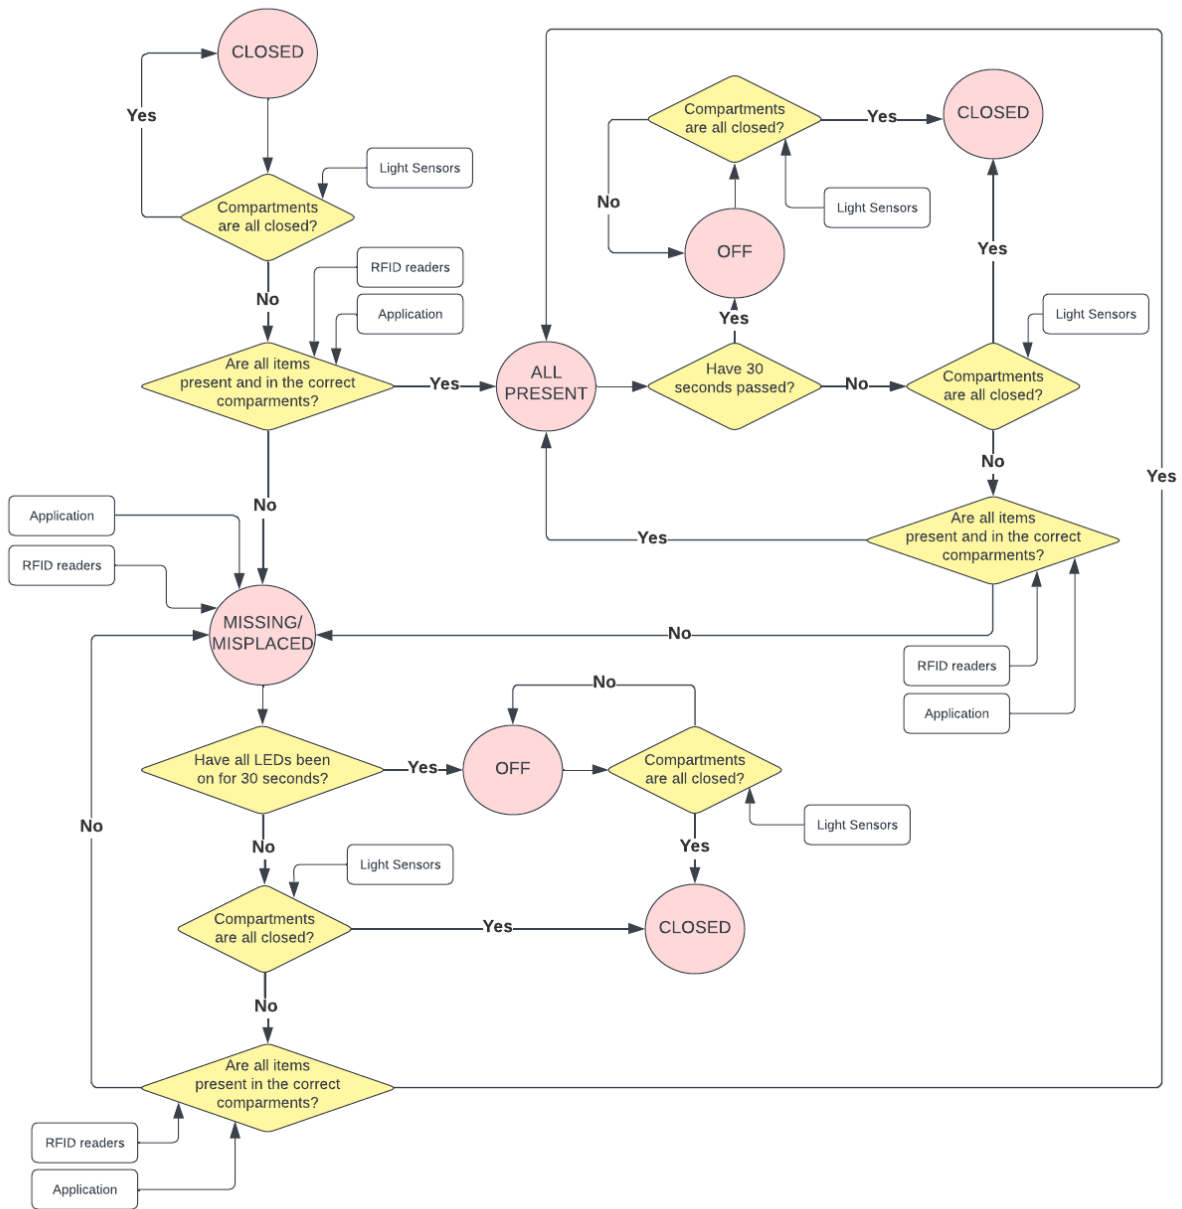 CLOSED
Yes
Light Sensors
Compartments
are all closed?
No
RFID readers
Application
Are all items
present and in the correct
comparments?
Yes
No
Compartments
are all closed?
Yes
CLOSED
Light Sensors
No
OFF
Yes
Yes
Light Sensors
ALL
PRESENT
Have 30
seconds passed?
No
Compartments
are all closed?
No
Yes
Are all items
present and in the correct
comparments?
Yes
No
RFID readers
Application
Application
RFID readers
MISSING/
MISPLACED
Have all LEDs been
on for 30 seconds?
Yes
OFF
No
Compartments
are all closed?
Light Sensors
Yes
CLOSED
No
No
Light Sensors
Compartments
are all closed?
Yes
No
Are all items
present in the correct
comparments?
RFID readers
Application